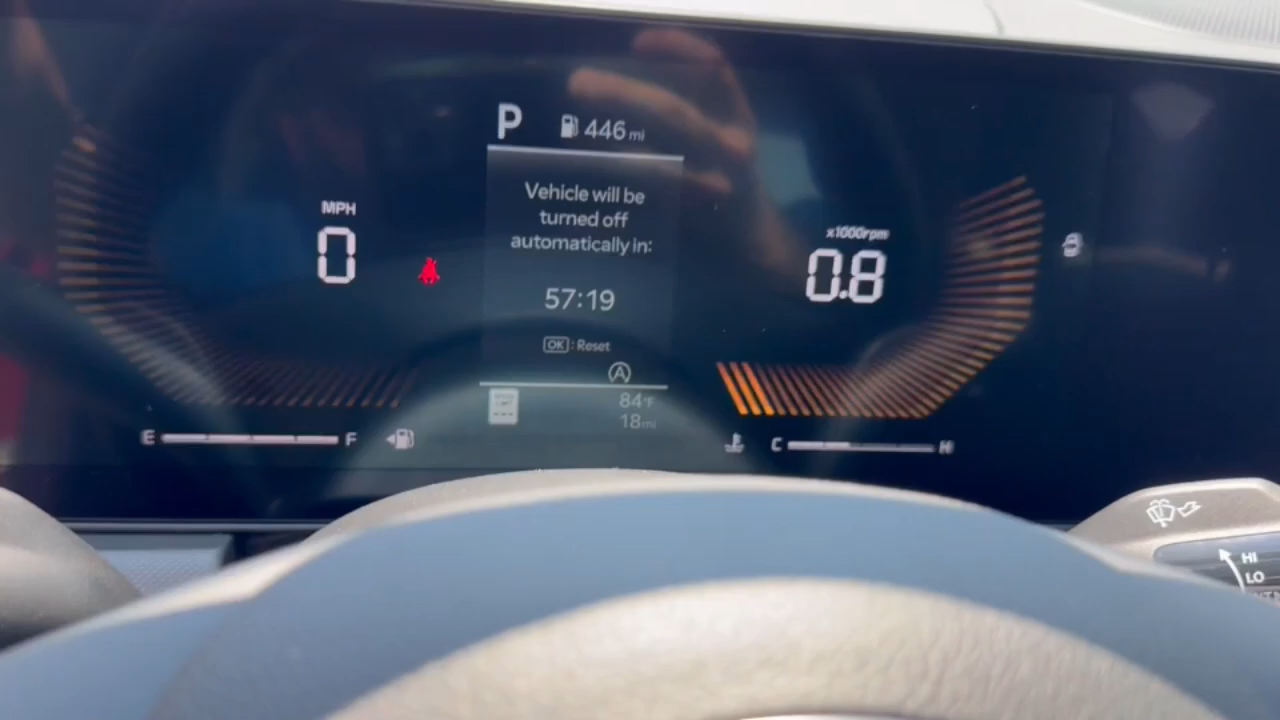 P 446 mi
Vehicle will be
turned off
automatically in:
MPH
0
x1000rpm
0.8
57:19
OK : Reset
A
84°F
18 mi
E F
C H
HI
LO